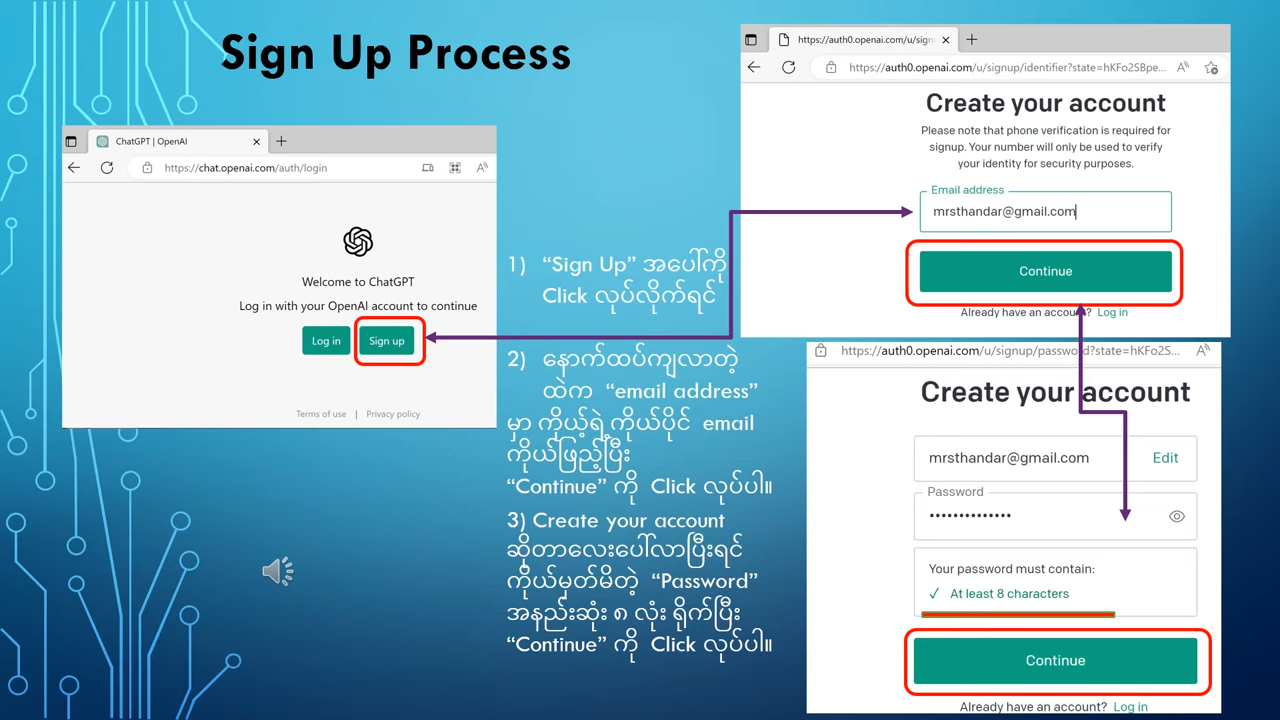 Sign Up Process
ChatGPT | OpenAI
https://chat.openai.com/auth/login
Welcome to ChatGPT
Log in with your OpenAI account to continue
Log in
Sign up
Terms of use | Privacy policy
1) “Sign Up” အပေါ်ကို
Click လုပ်လိုက်ရင်
2) နောက်ထပ်ကျလာတဲ့
ထဲက “email address”
မှာ ကိုယ့်ရဲ့ကိုယ်ပိုင် email
ကိုယ်ဖြည့်ပြီး
“Continue” ကို Click လုပ်ပါ။
3) Create your account
ဆိုတာလေးပေါ်လာပြီးရင်
ကိုယ်မှတ်မိတဲ့ “Password”
အနည်းဆုံး ၈ လုံး ရိုက်ပြီး
“Continue” ကို Click လုပ်ပါ။
https://auth0.openai.com/u/sign
https://auth0.openai.com/u/signup/identifier?state=hKFo2SBpe...
Create your account
Please note that phone verification is required for
signup. Your number will only be used to verify
your identity for security purposes.
Email address
mrsthandar@gmail.com
Continue
Already have an account? Log in
https://auth0.openai.com/u/signup/password?state=hKFo2S...
Create your account
mrsthandar@gmail.com Edit
Password
••••••••••••••
Your password must contain:
✓ At least 8 characters
Continue
Already have an account? Log in